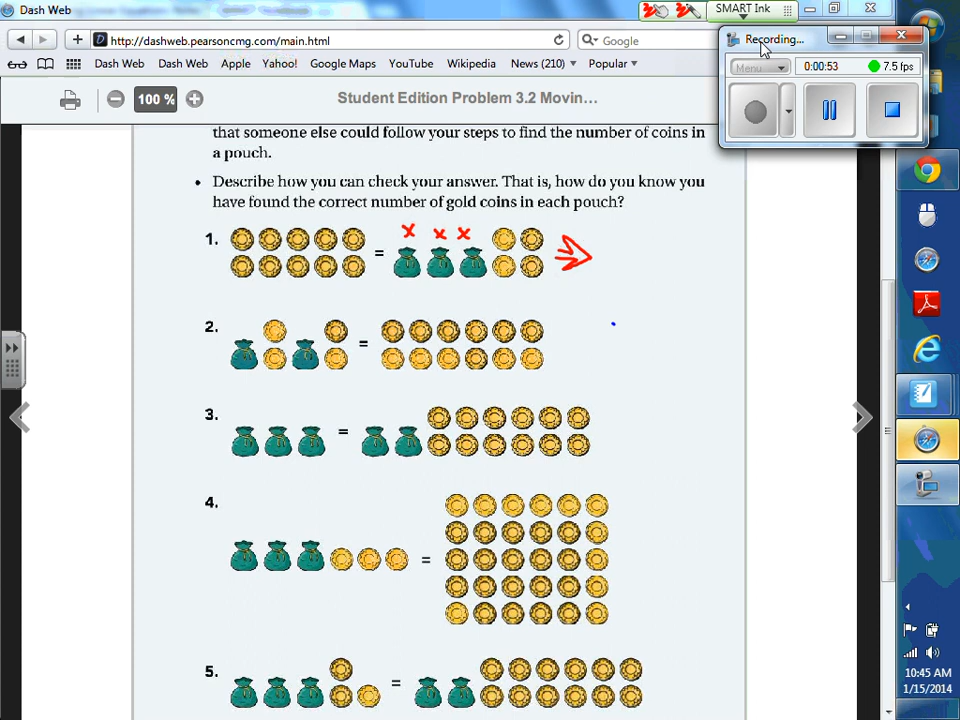 Dash Web
SMART Ink
http://dashweb.pearsoncmg.com/main.html
Google
Dash Web Dash Web Apple Yahoo! Google Maps YouTube Wikipedia News (210) Popular
Recording...
Menu 0:00:53 7.5 fps
100 %
Student Edition Problem 3.2 Movin...
that someone else could follow your steps to find the number of coins in
a pouch.
• Describe how you can check your answer. That is, how do you know you
have found the correct number of gold coins in each pouch?
x x x
1. =
2. =
3. =
4. =
5. =
10:45 AM
1/15/2014